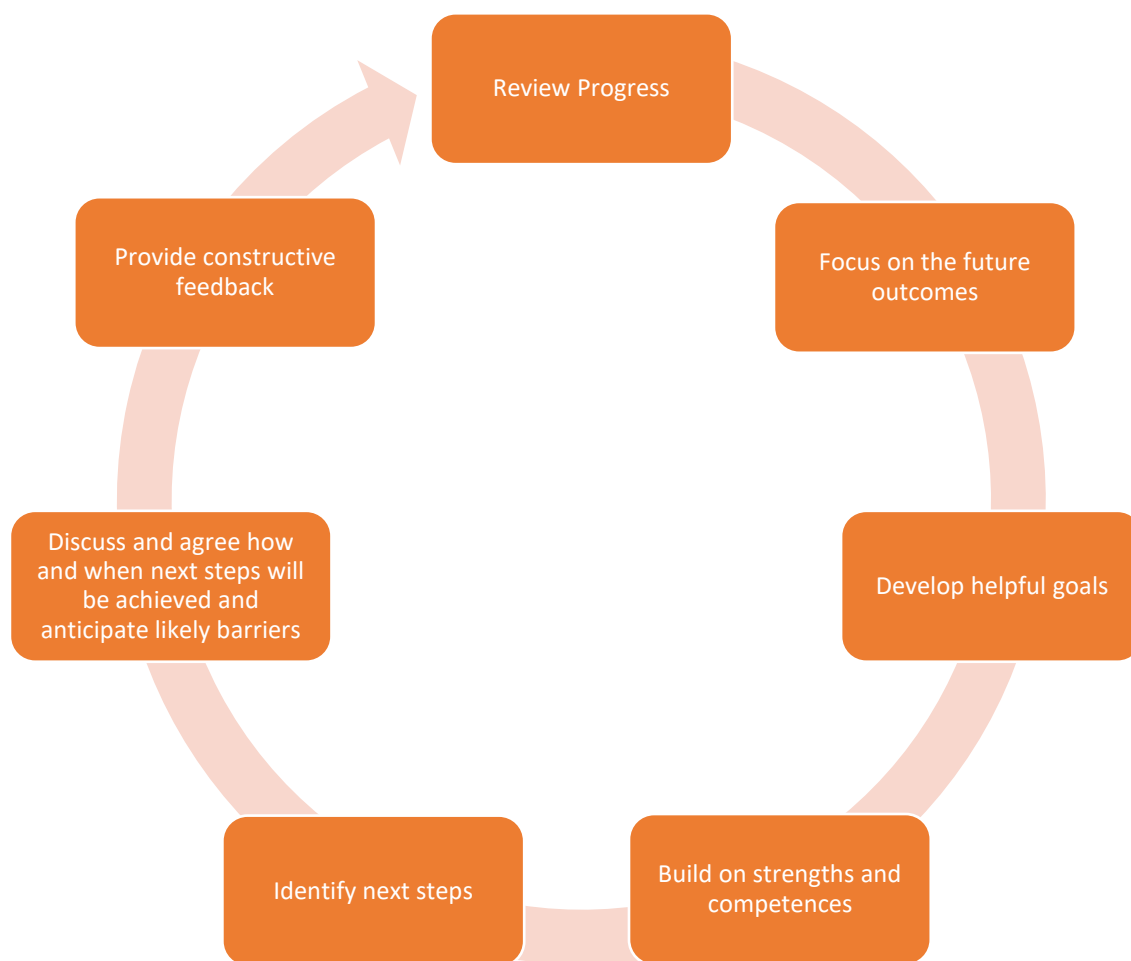 Review Progress
Focus on the future
outcomes
Develop helpful goals
Build on strengths and
competences
Identify next steps
Discuss and agree how
and when next steps will
be achieved and
anticipate likely barriers
Provide constructive
feedback